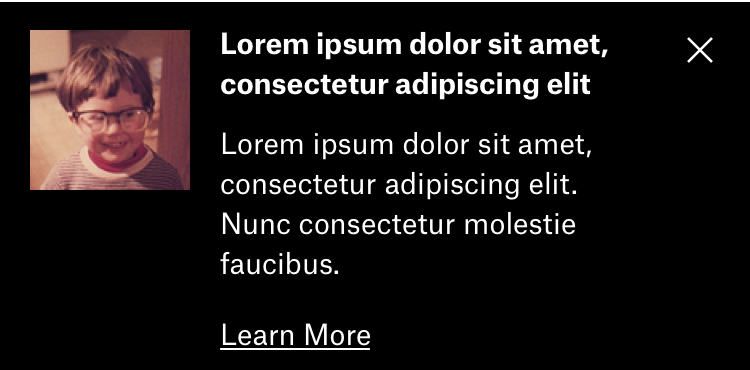 Lorem ipsum dolor sit amet,
consectetur adipiscing elit
Lorem ipsum dolor sit amet,
consectetur adipiscing elit.
Nunc consectetur molestie
faucibus.
Learn More